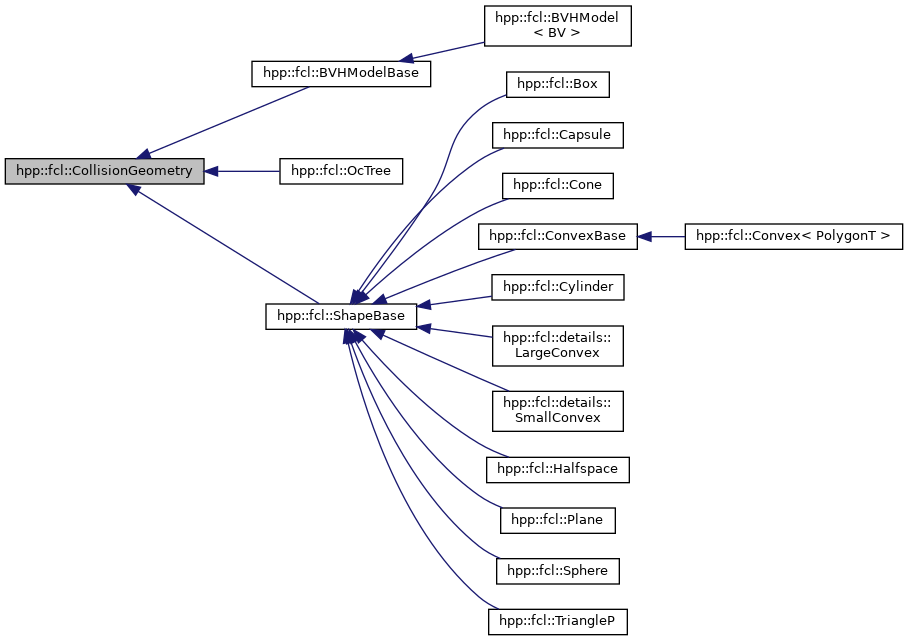 hpp::fcl::BVHModel
< BV >
hpp::fcl::BVHModelBase
hpp::fcl::Box
hpp::fcl::Capsule
hpp::fcl::CollisionGeometry
hpp::fcl::OcTree
hpp::fcl::Cone
hpp::fcl::ConvexBase
hpp::fcl::Convex< PolygonT >
hpp::fcl::Cylinder
hpp::fcl::ShapeBase
hpp::fcl::details::
LargeConvex
hpp::fcl::details::
SmallConvex
hpp::fcl::Halfspace
hpp::fcl::Plane
hpp::fcl::Sphere
hpp::fcl::TriangleP